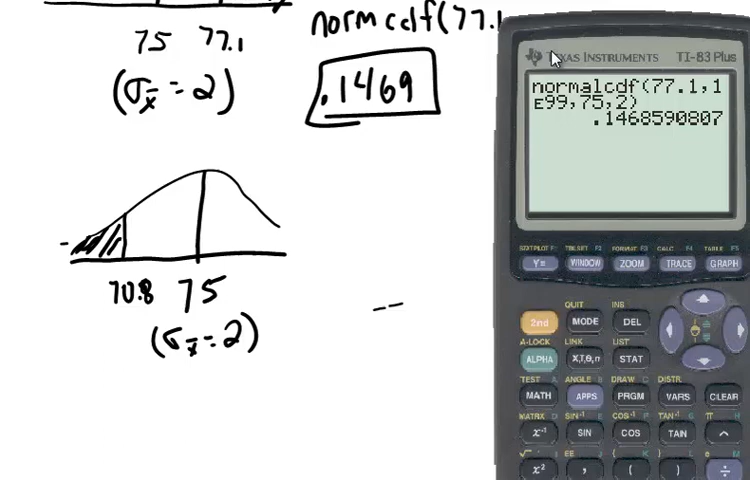 75 77.1
(σx̄ = 2)
normcdf(77.1
.1469
70.8 75
(σx̄ = 2)
TEXAS INSTRUMENTS TI-83 Plus
normalcdf(77.1,1
E99,75,2)
.1468590807
STAT PLOT F1 TBLSET F2 FORMAT F3 CALC F4 TABLE F5
Y= WINDOW ZOOM TRACE GRAPH
QUIT INS
2nd MODE DEL
A-LOCK LINK LIST
ALPHA X,T,θ,n STAT
TEST A ANGLE B DRAW C DISTR
MATH APPS PRGM VARS CLEAR
MATRX D SIN⁻¹ E COS⁻¹ F TAN⁻¹ G π H
x⁻¹ SIN COS TAN ^
√ I EE J { K } L e M
x² , ( ) ÷